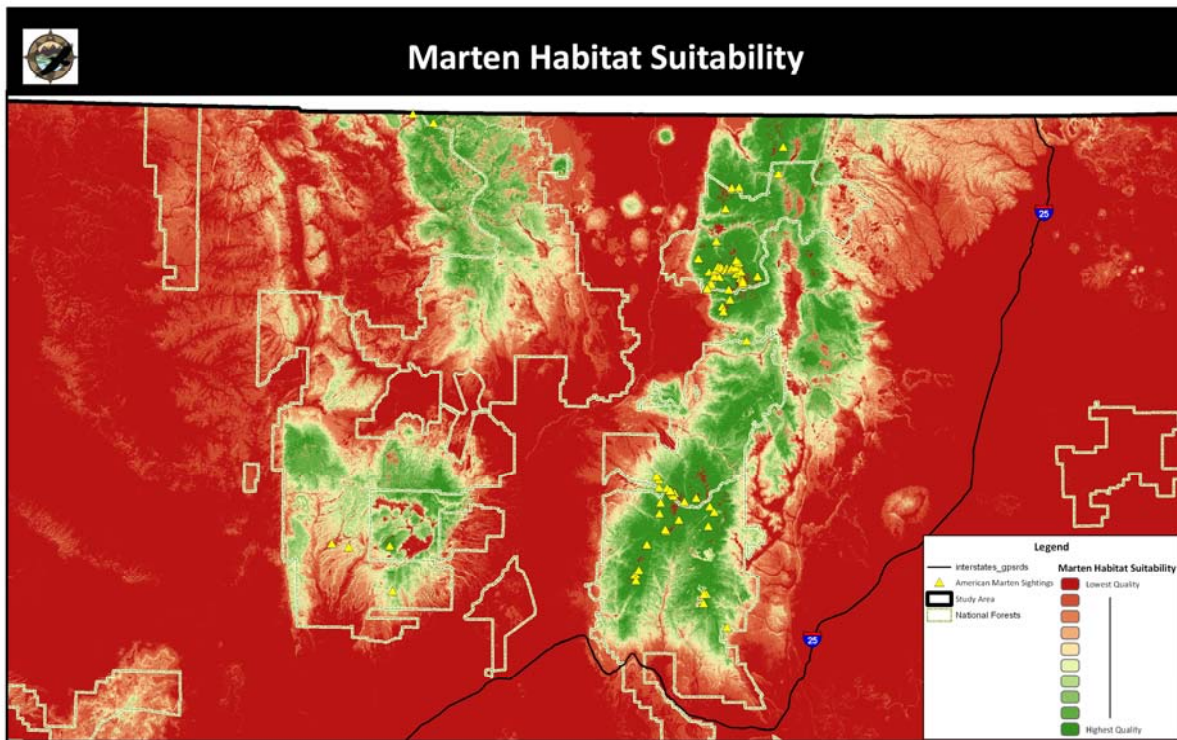 Marten Habitat Suitability
25
25
Legend
interstates_gpsrds
American Marten Sightings
Study Area
National Forests
Marten Habitat Suitability
Lowest Quality
Highest Quality